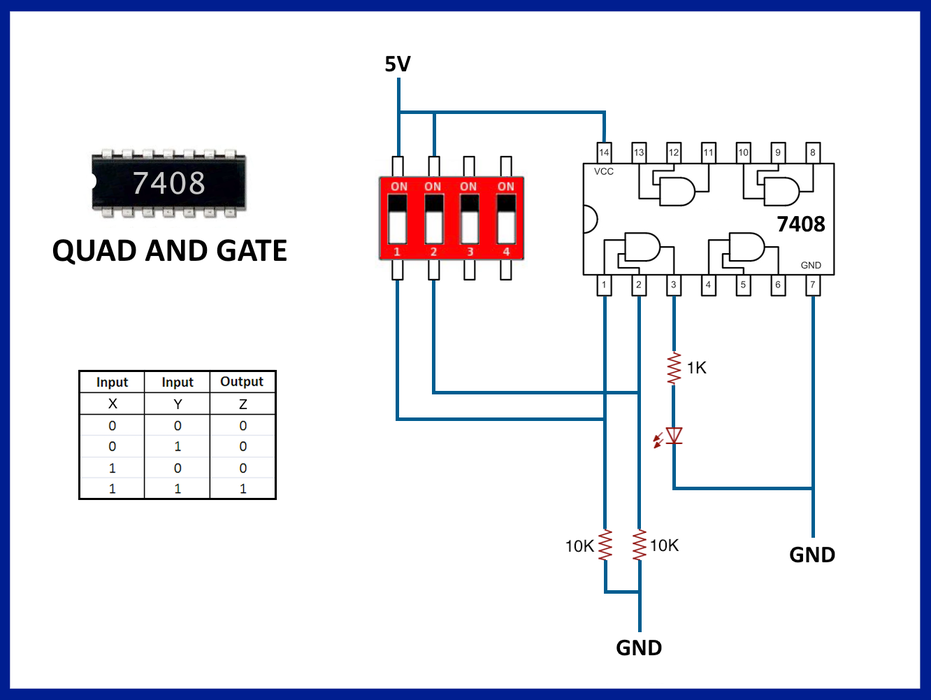 5V
7408
QUAD AND GATE
ON ON ON ON
1 2 3 4
14 13 12 11 10 9 8
VCC
7408
GND
1 2 3 4 5 6 7
1K
10K 10K
GND
GND
Input Input Output
X Y Z
0 0 0
0 1 0
1 0 0
1 1 1